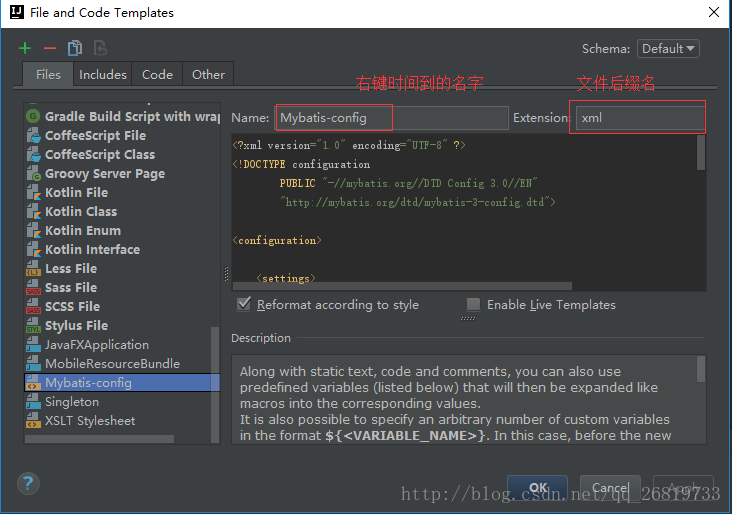 File and Code Templates
Schema: Default
Files Includes Code Other
右键时间到的名字 文件后缀名
Gradle Build Script with wrap
CoffeeScript File
CoffeeScript Class
Groovy Server Page
Kotlin File
Kotlin Class
Kotlin Enum
Kotlin Interface
Less File
Sass File
SCSS File
Stylus File
JavaFXApplication
MobileResourceBundle
Mybatis-config
Singleton
XSLT Stylesheet
Name: Mybatis-config Extension: xml
<?xml version="1.0" encoding="UTF-8" ?>
<!DOCTYPE configuration
PUBLIC "-//mybatis.org//DTD Config 3.0//EN"
"http://mybatis.org/dtd/mybatis-3-config.dtd">
<configuration>
<settings>
Reformat according to style Enable Live Templates
Description
Along with static text, code and comments, you can also use
predefined variables (listed below) that will then be expanded like
macros into the corresponding values.
It is also possible to specify an arbitrary number of custom variables
in the format ${<VARIABLE_NAME>}. In this case, before the new
? OK Cancel Apply
http://blog.csdn.net/qq_26819733